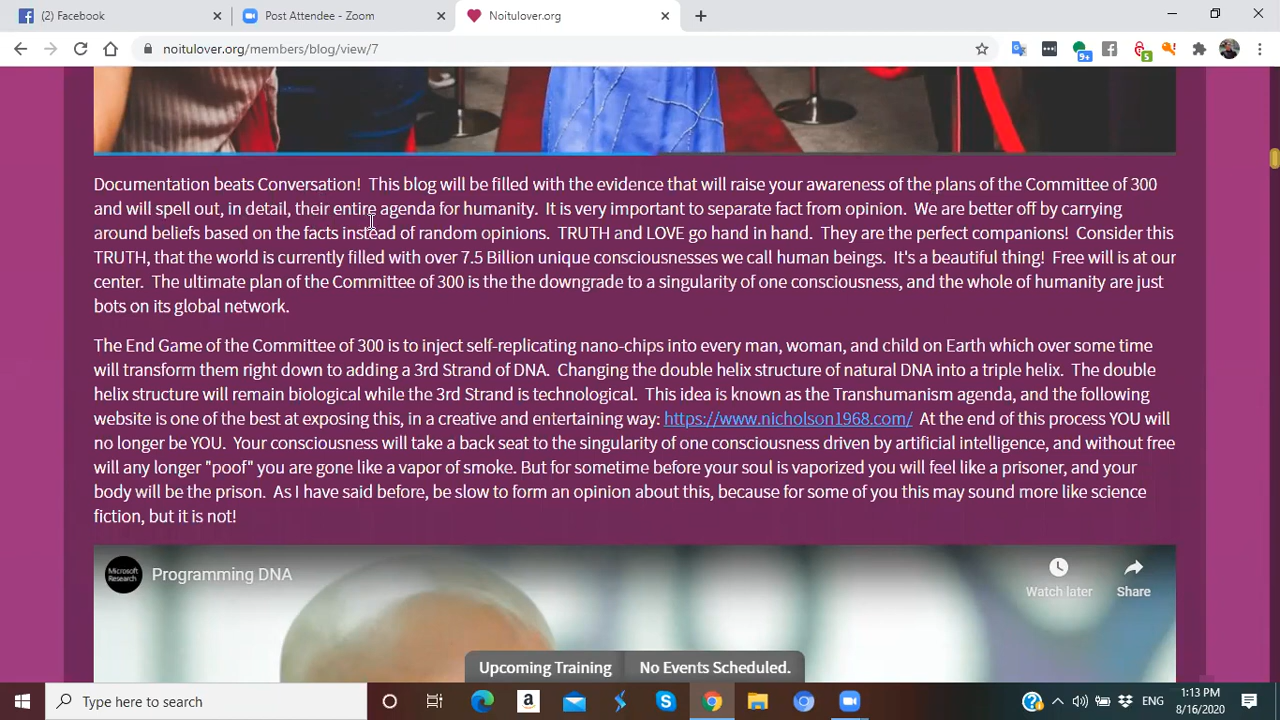 (2) Facebook
Post Attendee - Zoom
Noitulover.org
noitulover.org/members/blog/view/7
9+
5
Documentation beats Conversation!  This blog will be filled with the evidence that will raise your awareness of the plans of the Committee of 300
and will spell out, in detail, their entire agenda for humanity.  It is very important to separate fact from opinion.  We are better off by carrying
around beliefs based on the facts instead of random opinions.  TRUTH and LOVE go hand in hand.  They are the perfect companions!  Consider this
TRUTH, that the world is currently filled with over 7.5 Billion unique consciousnesses we call human beings.  It's a beautiful thing!  Free will is at our
center.  The ultimate plan of the Committee of 300 is the the downgrade to a singularity of one consciousness, and the whole of humanity are just
bots on its global network.
The End Game of the Committee of 300 is to inject self-replicating nano-chips into every man, woman, and child on Earth which over some time
will transform them right down to adding a 3rd Strand of DNA.  Changing the double helix structure of natural DNA into a triple helix.  The double
helix structure will remain biological while the 3rd Strand is technological.  This idea is known as the Transhumanism agenda, and the following
website is one of the best at exposing this, in a creative and entertaining way: https://www.nicholson1968.com/  At the end of this process YOU will
no longer be YOU.  Your consciousness will take a back seat to the singularity of one consciousness driven by artificial intelligence, and without free
will any longer "poof" you are gone like a vapor of smoke. But for sometime before your soul is vaporized you will feel like a prisoner, and your
body will be the prison.  As I have said before, be slow to form an opinion about this, because for some of you this may sound more like science
fiction, but it is not!
Microsoft Research
Programming DNA
Watch later
Share
Upcoming Training
No Events Scheduled.
Type here to search
ENG
1:13 PM
8/16/2020